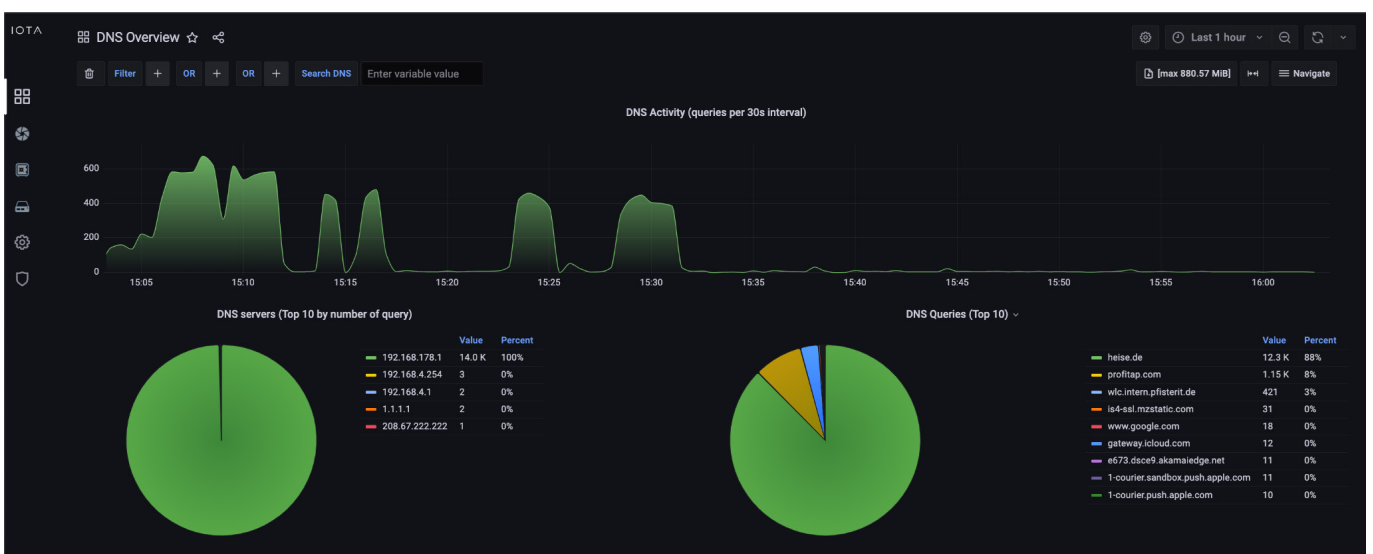 IOTA
DNS Overview
Last 1 hour
Filter + OR + OR + Search DNS Enter variable value
[max 880.57 MiB] Navigate
DNS Activity (queries per 30s interval)
600
400
200
0
15:05 15:10 15:15 15:20 15:25 15:30 15:35 15:40 15:45 15:50 15:55 16:00
DNS servers (Top 10 by number of query)
Value Percent
192.168.178.1 14.0 K 100%
192.168.4.254 3 0%
192.168.4.1 2 0%
1.1.1.1 2 0%
208.67.222.222 1 0%
DNS Queries (Top 10)
Value Percent
heise.de 12.3 K 88%
profitap.com 1.15 K 8%
wlc.intern.pfisterit.de 421 3%
is4-ssl.mzstatic.com 31 0%
www.google.com 18 0%
gateway.icloud.com 12 0%
e673.dsce9.akamaiedge.net 11 0%
1-courier.sandbox.push.apple.com 11 0%
1-courier.push.apple.com 10 0%